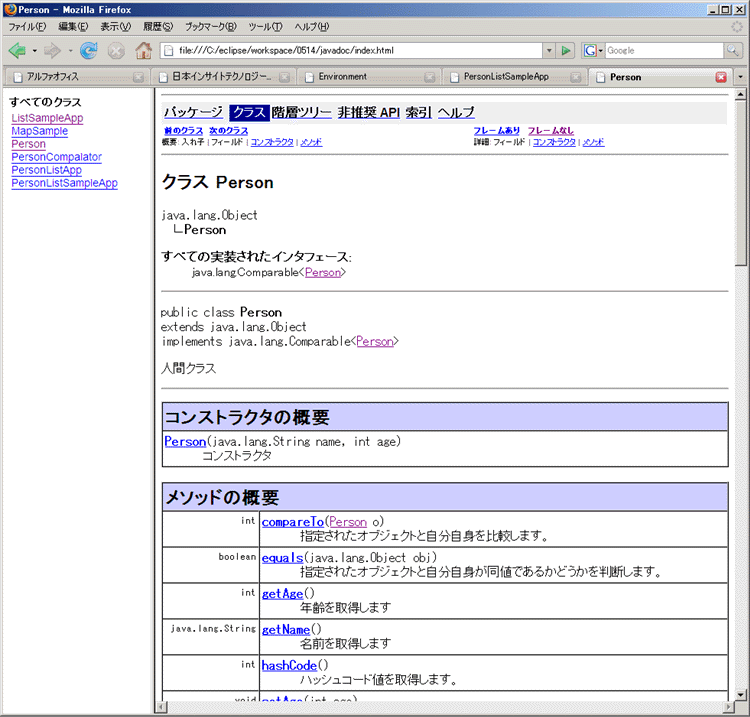 Person - Mozilla Firefox
ファイル(F) 編集(E) 表示(V) 履歴(S) ブックマーク(B) ツール(T) ヘルプ(H)
file:///C:/eclipse/workspace/0514/javadoc/index.html
Google
アルファオフィス
日本インサイトテクノロジー...
Environment
PersonListSampleApp
Person
すべてのクラス
ListSampleApp
MapSample
Person
PersonCompalator
PersonListApp
PersonListSampleApp
パッケージ クラス 階層ツリー 非推奨 API 索引 ヘルプ
前のクラス 次のクラス
フレームあり フレームなし
概要: 入れ子 | フィールド | コンストラクタ | メソッド
詳細: フィールド | コンストラクタ | メソッド
クラス Person
java.lang.Object
Person
すべての実装されたインタフェース:
java.lang.Comparable<Person>
public class Person
extends java.lang.Object
implements java.lang.Comparable<Person>
人間クラス
コンストラクタの概要
Person(java.lang.String name, int age)
コンストラクタ
メソッドの概要
int compareTo(Person o)
指定されたオブジェクトと自分自身を比較します。
boolean equals(java.lang.Object obj)
指定されたオブジェクトと自分自身が同値であるかどうかを判断します。
int getAge()
年齢を取得します
java.lang.String getName()
名前を取得します
int hashCode()
ハッシュコード値を取得します。